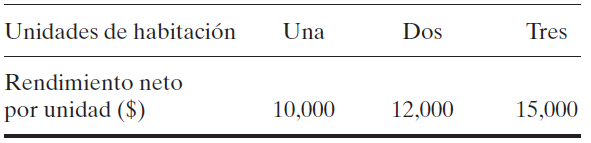 Unidades de habitación Una Dos Tres
Rendimiento neto
por unidad ($) 10,000 12,000 15,000